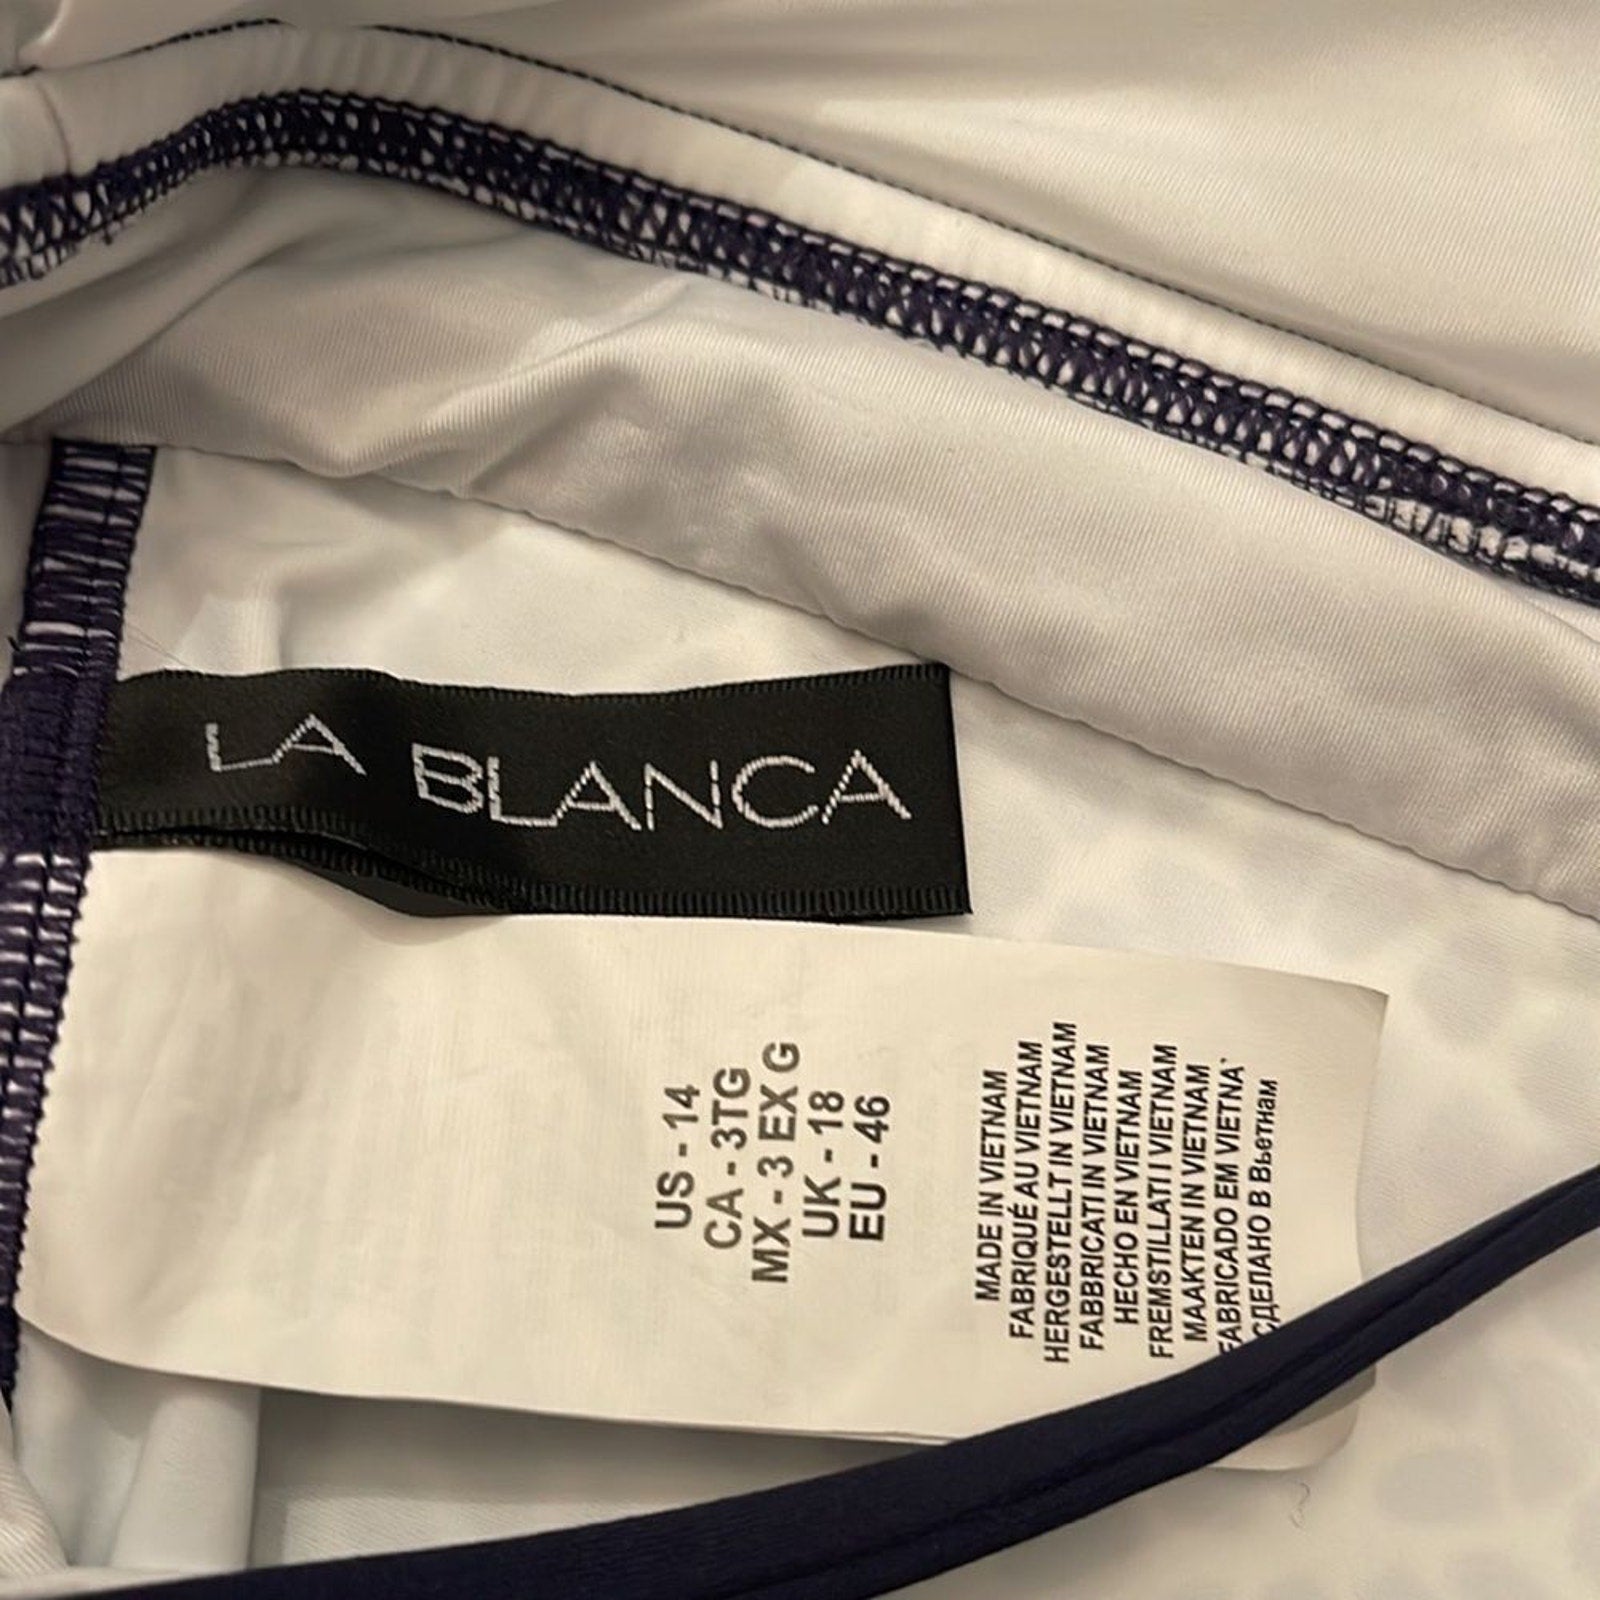 LA BLANCA
US - 14
CA - 3TG
MX - 3 EX G
UK - 18
EU - 46
MADE IN VIETNAM
FABRIQUÉ AU VIETNAM
HERGESTELLT IN VIETNAM
FABBRICATI IN VIETNAM
HECHO EN VIETNAM
FREMSTILLATI I VIETNAM
MAAKTEN IN VIETNAM
FABRICADO EM VIETNA
СДЕЛАНО В Вьетнам